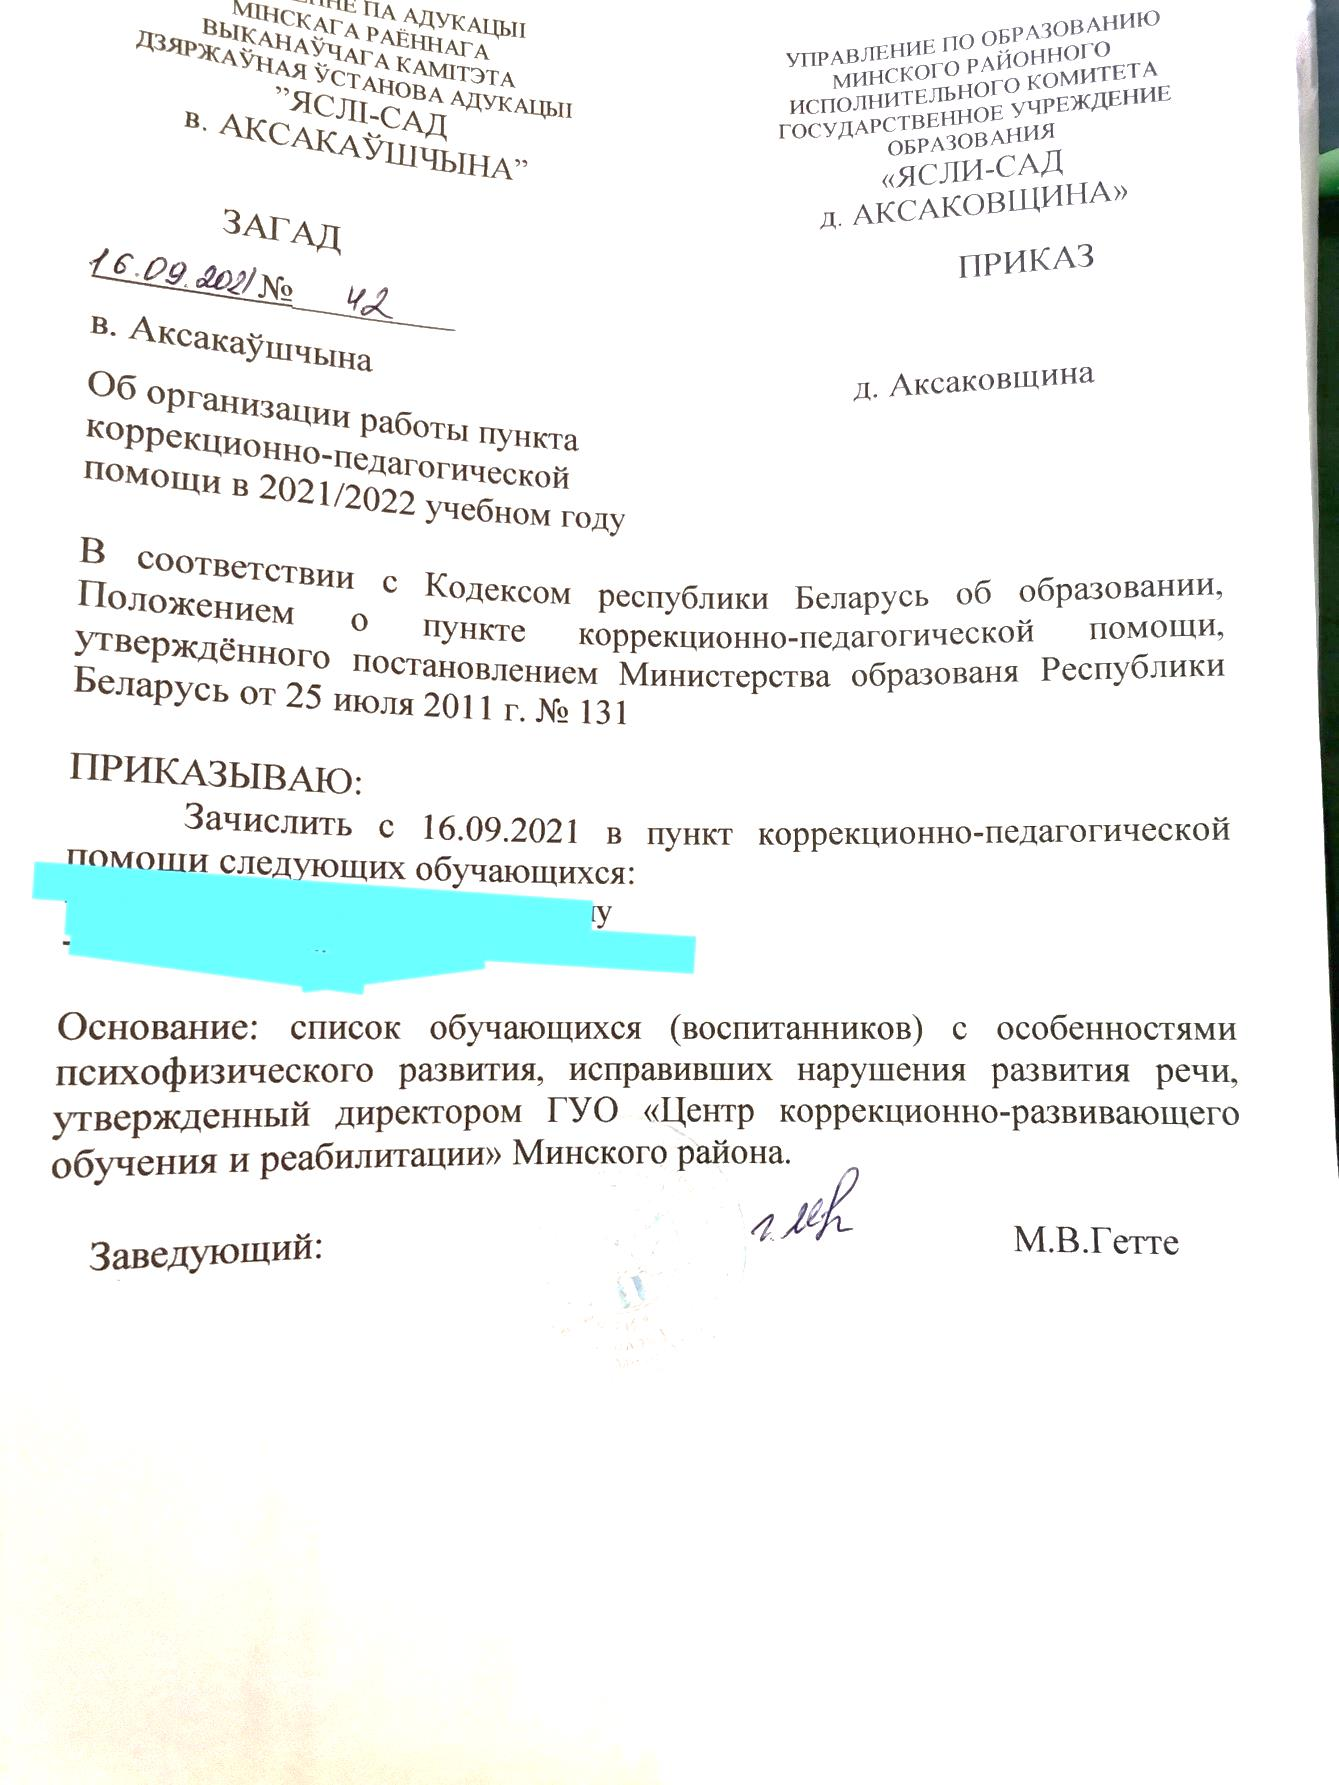 ПА АДУКАЦЫІ
МІНСКАГА РАЁННАГА
ВЫКАНАЎЧАГА КАМІТЭТА
ДЗЯРЖАЎНАЯ ЎСТАНОВА АДУКАЦЫІ
”ЯСЛІ-САД
в. АКСАКАЎШЧЫНА”
УПРАВЛЕНИЕ ПО ОБРАЗОВАНИЮ
МИНСКОГО РАЙОННОГО
ИСПОЛНИТЕЛЬНОГО КОМИТЕТА
ГОСУДАРСТВЕННОЕ УЧРЕЖДЕНИЕ
ОБРАЗОВАНИЯ
«ЯСЛИ-САД
д. АКСАКОВЩИНА»
ЗАГАД
ПРИКАЗ
16.09.2021 № 42
в. Аксакаўшчына
д. Аксаковщина
Об организации работы пункта
коррекционно-педагогической
помощи в 2021/2022 учебном году
В соответствии с Кодексом республики Беларусь об образовании,
Положением о пункте коррекционно-педагогической помощи,
утверждённого постановлением Министерства образованя Республики
Беларусь от 25 июля 2011 г. № 131
ПРИКАЗЫВАЮ:
Зачислить с 16.09.2021 в пункт коррекционно-педагогической
помощи следующих обучающихся:
Основание: список обучающихся (воспитанников) с особенностями
психофизического развития, исправивших нарушения развития речи,
утвержденный директором ГУО «Центр коррекционно-развивающего
обучения и реабилитации» Минского района.
Заведующий:
М.В.Гетте